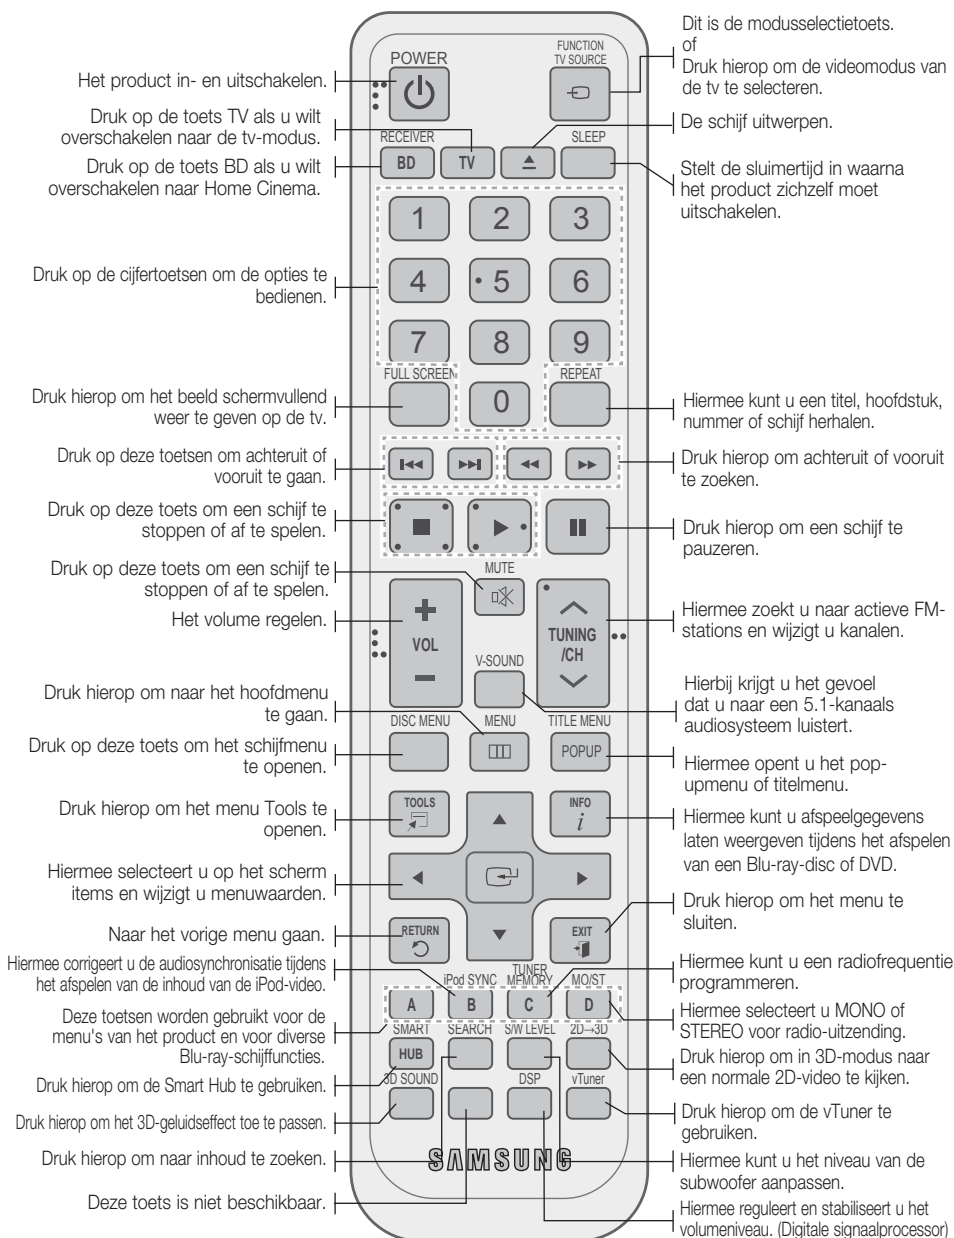 Het product in- en uitschakelen.
Druk op de toets TV als u wilt
overschakelen naar de tv-modus.
Druk op de toets BD als u wilt
overschakelen naar Home Cinema.
Druk op de cijfertoetsen om de opties te
bedienen.
Druk hierop om het beeld schermvullend
weer te geven op de tv.
Druk op deze toetsen om achteruit of
vooruit te gaan.
Druk op deze toets om een schijf te
stoppen of af te spelen.
Druk op deze toets om een schijf te
stoppen of af te spelen.
Het volume regelen.
Druk hierop om naar het hoofdmenu
te gaan.
Druk op deze toets om het schijfmenu
te openen.
Druk hierop om het menu Tools te
openen.
Hiermee selecteert u op het scherm
items en wijzigt u menuwaarden.
Naar het vorige menu gaan.
Hiermee corrigeert u de audiosynchronisatie tijdens
het afspelen van de inhoud van de iPod-video.
Deze toetsen worden gebruikt voor de
menu's van het product en voor diverse
Blu-ray-schijffuncties.
Druk hierop om de Smart Hub te gebruiken.
Druk hierop om het 3D-geluidseffect toe te passen.
Druk hierop om naar inhoud te zoeken.
Deze toets is niet beschikbaar.
POWER
FUNCTION
TV SOURCE
RECEIVER
SLEEP
BD
TV
1
2
3
4
5
6
7
8
9
FULL SCREEN
0
REPEAT
MUTE
VOL
TUNING
/CH
V-SOUND
DISC MENU
MENU
TITLE MENU
POPUP
TOOLS
INFO
i
RETURN
EXIT
iPod SYNC
TUNER
MEMORY
MO/ST
A
B
C
D
SMART
SEARCH
S/W LEVEL
2D→3D
HUB
3D SOUND
DSP
vTuner
SAMSUNG
Dit is de modusselectietoets.
of
Druk hierop om de videomodus van
de tv te selecteren.
De schijf uitwerpen.
Stelt de sluimertijd in waarna
het product zichzelf moet
uitschakelen.
Hiermee kunt u een titel, hoofdstuk,
nummer of schijf herhalen.
Druk hierop om achteruit of vooruit
te zoeken.
Druk hierop om een schijf te
pauzeren.
Hiermee zoekt u naar actieve FM-
stations en wijzigt u kanalen.
Hierbij krijgt u het gevoel
dat u naar een 5.1-kanaals
audiosysteem luistert.
Hiermee opent u het pop-
upmenu of titelmenu.
Hiermee kunt u afspeelgegevens
laten weergeven tijdens het afspelen
van een Blu-ray-disc of DVD.
Druk hierop om het menu te
sluiten.
Hiermee kunt u een radiofrequentie
programmeren.
Hiermee selecteert u MONO of
STEREO voor radio-uitzending.
Druk hierop om in 3D-modus naar
een normale 2D-video te kijken.
Druk hierop om de vTuner te
gebruiken.
Hiermee kunt u het niveau van de
subwoofer aanpassen.
Hiermee reguleert en stabiliseert u het
volumeniveau. (Digitale signaalprocessor)